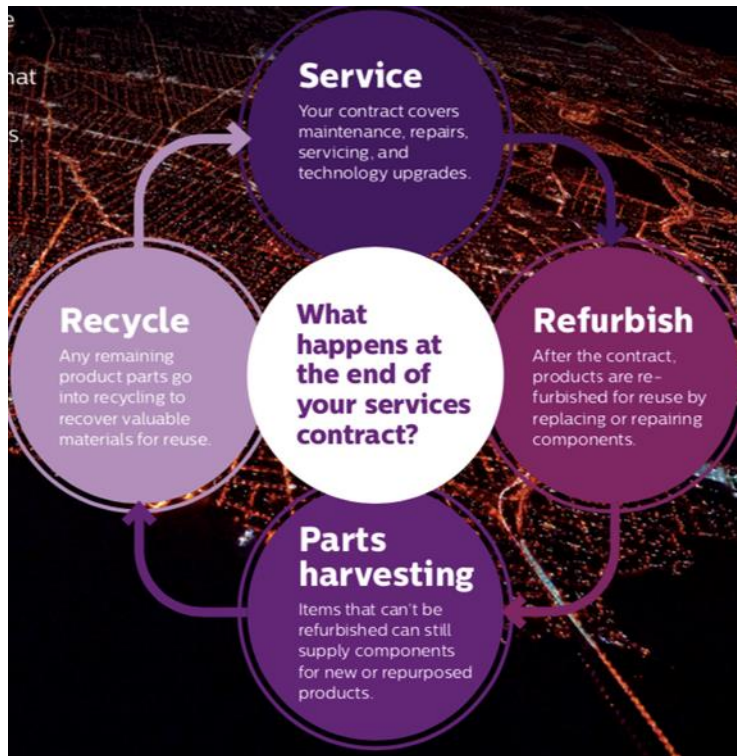 e
nat
s.
Service
Your contract covers
maintenance, repairs,
servicing, and
technology upgrades.
What
happens at
the end of
your services
contract?
Refurbish
After the contract,
products are re-
furbished for reuse by
replacing or repairing
components.
Parts
harvesting
Items that can't be
refurbished can still
supply components
for new or repurposed
products.
Recycle
Any remaining
product parts go
into recycling to
recover valuable
materials for reuse.